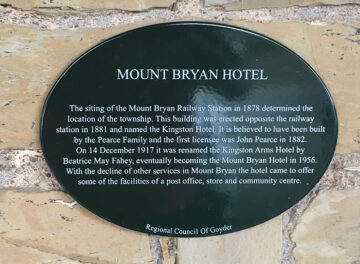 MOUNT BRYAN HOTEL
The siting of the Mount Bryan Railway Station in 1878 determined the
location of the township. This building was erected opposite the railway
station in 1881 and named the Kingston Hotel. It is believed to have been built
by the Pearce Family and the first licensee was John Pearce in 1882.
On 14 December 1917 it was renamed the Kingston Arms Hotel by
Beatrice May Fahey, eventually becoming the Mount Bryan Hotel in 1956.
With the decline of other services in Mount Bryan the hotel came to offer
some of the facilities of a post office, store and community centre.
Regional Council Of Goyder